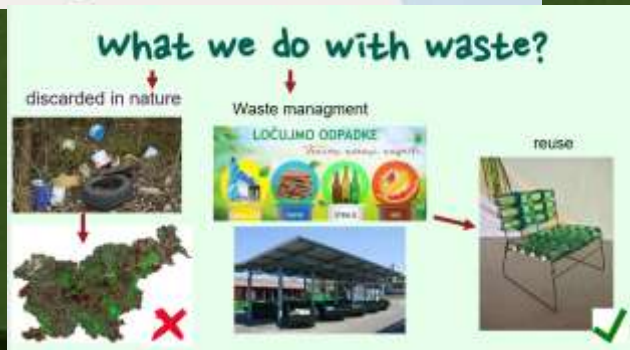 What we do with waste?
discarded in nature
Waste managment
reuse
LOČUJMO ODPADKE